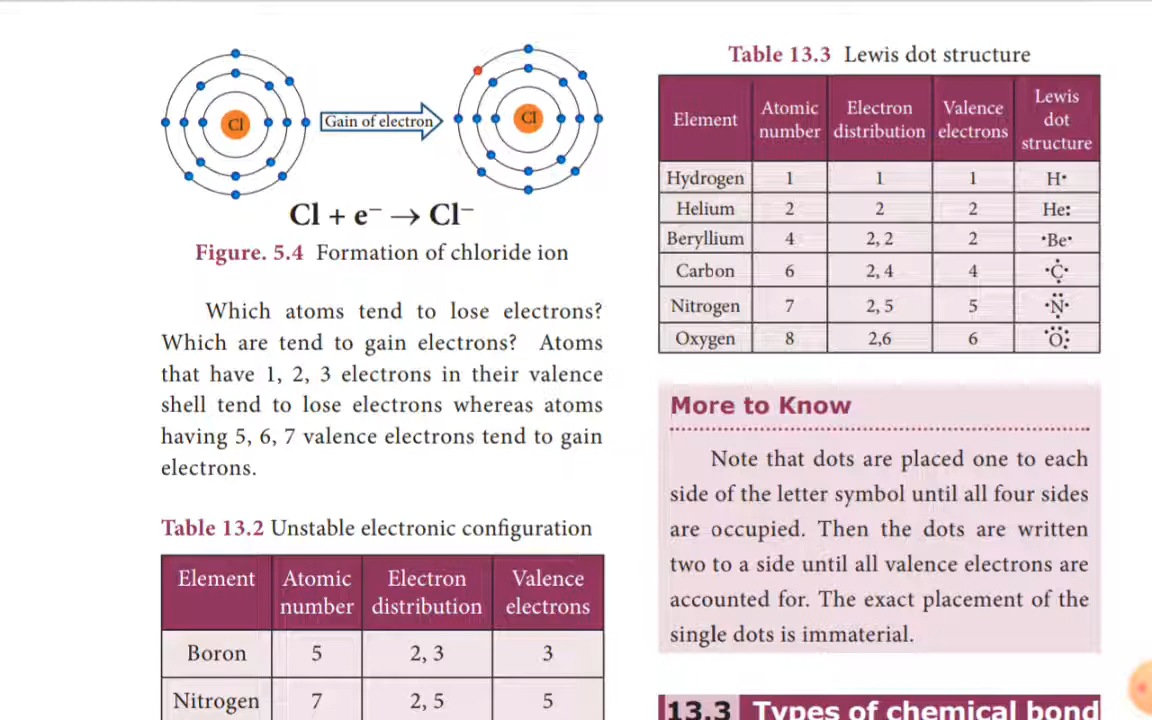 Cl
Gain of electron
Cl
Cl + e⁻ → Cl⁻
Figure. 5.4 Formation of chloride ion
Which atoms tend to lose electrons?
Which are tend to gain electrons? Atoms
that have 1, 2, 3 electrons in their valence
shell tend to lose electrons whereas atoms
having 5, 6, 7 valence electrons tend to gain
electrons.
Table 13.2 Unstable electronic configuration
Element Atomic number Electron distribution Valence electrons
Boron 5 2, 3 3
Nitrogen 7 2, 5 5
Table 13.3 Lewis dot structure
Element Atomic number Electron distribution Valence electrons Lewis dot structure
Hydrogen 1 1 1 H•
Helium 2 2 2 He:
Beryllium 4 2, 2 2 •Be•
Carbon 6 2, 4 4 •C•
Nitrogen 7 2, 5 5 •N•
Oxygen 8 2,6 6 •O:
More to Know
Note that dots are placed one to each
side of the letter symbol until all four sides
are occupied. Then the dots are written
two to a side until all valence electrons are
accounted for. The exact placement of the
single dots is immaterial.
13.3 Types of chemical bond